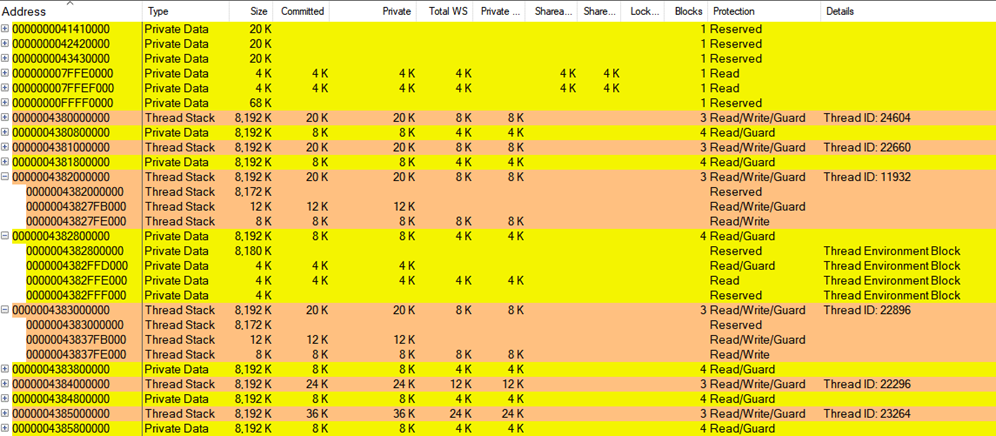 Address Type Size Committed Private Total WS Private ... Sharea... Share... Lock... Blocks Protection Details
0000000041410000 Private Data 20 K 1 Reserved
0000000042420000 Private Data 20 K 1 Reserved
0000000043430000 Private Data 20 K 1 Reserved
000000007FFE0000 Private Data 4 K 4 K 4 K 4 K 4 K 4 K 1 Read
000000007FFEF000 Private Data 4 K 4 K 4 K 4 K 4 K 4 K 1 Read
00000000FFFF0000 Private Data 68 K 1 Reserved
0000004380000000 Thread Stack 8,192 K 20 K 20 K 8 K 8 K 3 Read/Write/Guard Thread ID: 24604
0000004380800000 Private Data 8,192 K 8 K 8 K 4 K 4 K 4 Read/Guard
0000004381000000 Thread Stack 8,192 K 20 K 20 K 8 K 8 K 3 Read/Write/Guard Thread ID: 22660
0000004381800000 Private Data 8,192 K 8 K 8 K 4 K 4 K 4 Read/Guard
0000004382000000 Thread Stack 8,192 K 20 K 20 K 8 K 8 K 3 Read/Write/Guard Thread ID: 11932
0000004382000000 Thread Stack 8,172 K Reserved
00000043827FB000 Thread Stack 12 K 12 K 12 K Read/Write/Guard
00000043827FE000 Thread Stack 8 K 8 K 8 K 8 K 8 K Read/Write
0000004382800000 Private Data 8,192 K 8 K 8 K 4 K 4 K 4 Read/Guard
0000004382800000 Private Data 8,180 K Reserved Thread Environment Block
0000004382FFD000 Private Data 4 K 4 K 4 K Read/Guard Thread Environment Block
0000004382FFE000 Private Data 4 K 4 K 4 K 4 K 4 K Read Thread Environment Block
0000004382FFF000 Private Data 4 K Reserved Thread Environment Block
0000004383000000 Thread Stack 8,192 K 20 K 20 K 8 K 8 K 3 Read/Write/Guard Thread ID: 22896
0000004383000000 Thread Stack 8,172 K Reserved
00000043837FB000 Thread Stack 12 K 12 K 12 K Read/Write/Guard
00000043837FE000 Thread Stack 8 K 8 K 8 K 8 K 8 K Read/Write
0000004383800000 Private Data 8,192 K 8 K 8 K 4 K 4 K 4 Read/Guard
0000004384000000 Thread Stack 8,192 K 24 K 24 K 12 K 12 K 3 Read/Write/Guard Thread ID: 22296
0000004384800000 Private Data 8,192 K 8 K 8 K 4 K 4 K 4 Read/Guard
0000004385000000 Thread Stack 8,192 K 36 K 36 K 24 K 24 K 3 Read/Write/Guard Thread ID: 23264
0000004385800000 Private Data 8,192 K 8 K 8 K 4 K 4 K 4 Read/Guard